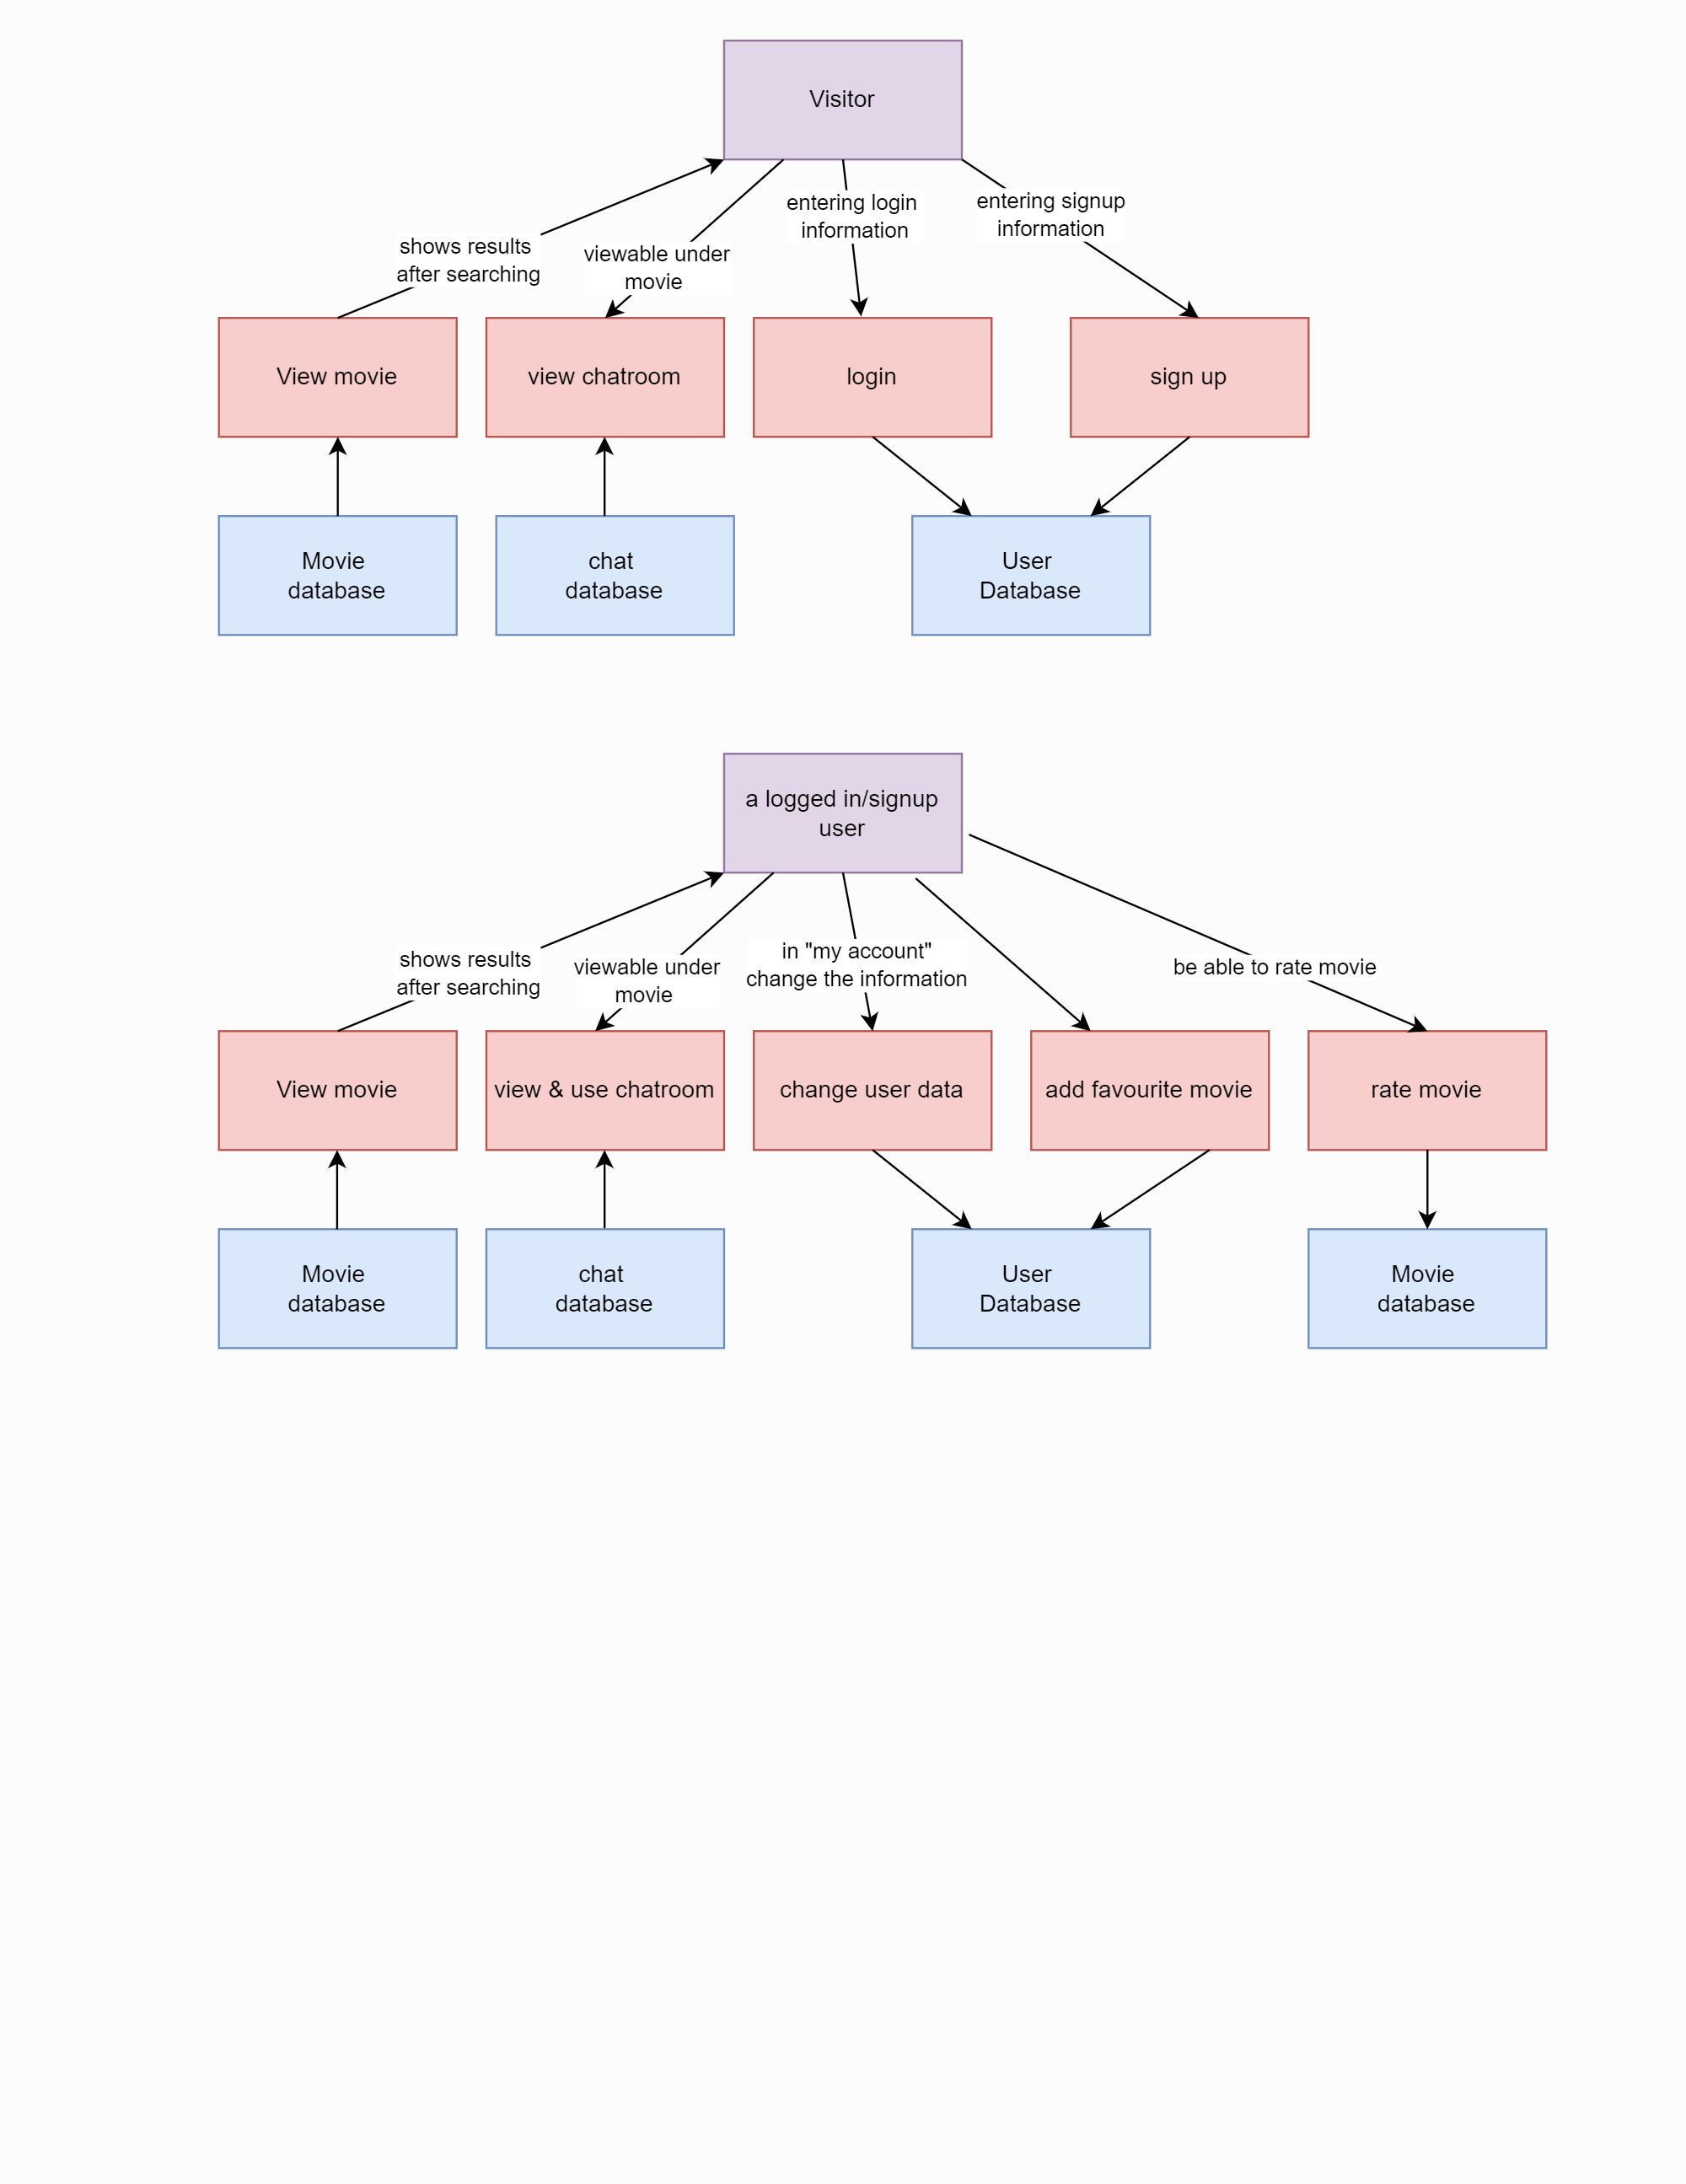 Visitor
entering login
information
entering signup
information
shows results
after searching
viewable under
movie
View movie
view chatroom
login
sign up
Movie
database
chat
database
User
Database
a logged in/signup
user
shows results
after searching
viewable under
movie
in "my account"
change the information
be able to rate movie
View movie
view & use chatroom
change user data
add favourite movie
rate movie
Movie
database
chat
database
User
Database
Movie
database